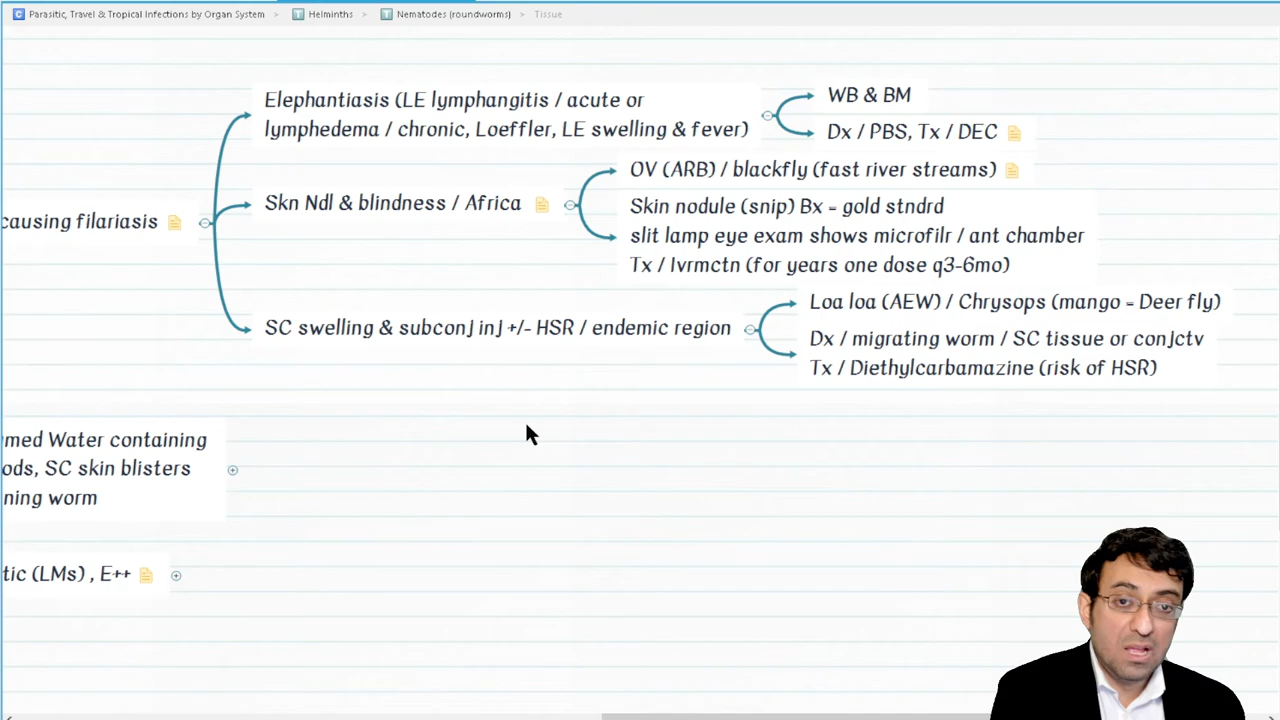 Parasitic, Travel & Tropical Infections by Organ System > Helminths > Nematodes (roundworms) > Tissue
causing filariasis
Elephantiasis (LE lymphangitis / acute or
lymphedema / chronic, Loeffler, LE swelling & fever)
WB & BM
Dx / PBS, Tx / DEC
Skn Ndl & blindness / Africa
OV (ARB) / blackfly (fast river streams)
Skin nodule (snip) Bx = gold stndrd
slit lamp eye exam shows microfilr / ant chamber
Tx / Ivrmctn (for years one dose q3-6mo)
SC swelling & subconj inj +/- HSR / endemic region
Loa loa (AEW) / Chrysops (mango = Deer fly)
Dx / migrating worm / SC tissue or conjctv
Tx / Diethylcarbamazine (risk of HSR)
med Water containing
ods, SC skin blisters
ning worm
tic (LMs) , E++